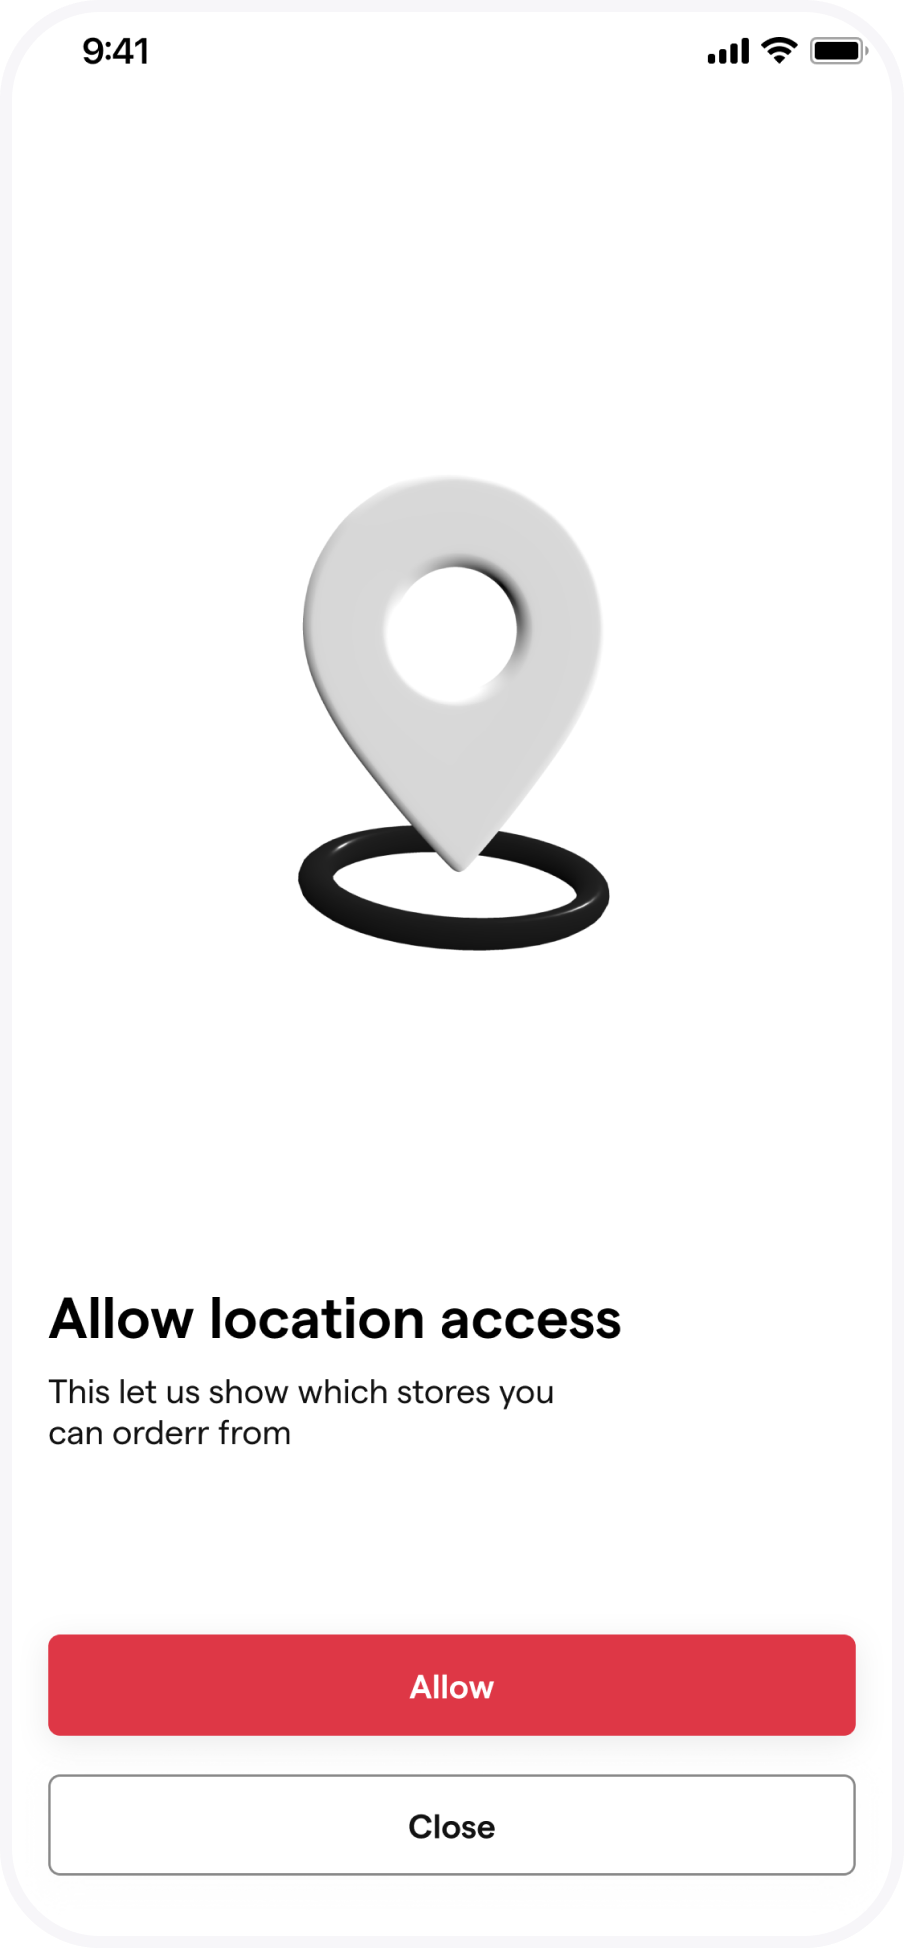 9:41
Allow location access
This let us show which stores you
can orderr from
Allow
Close